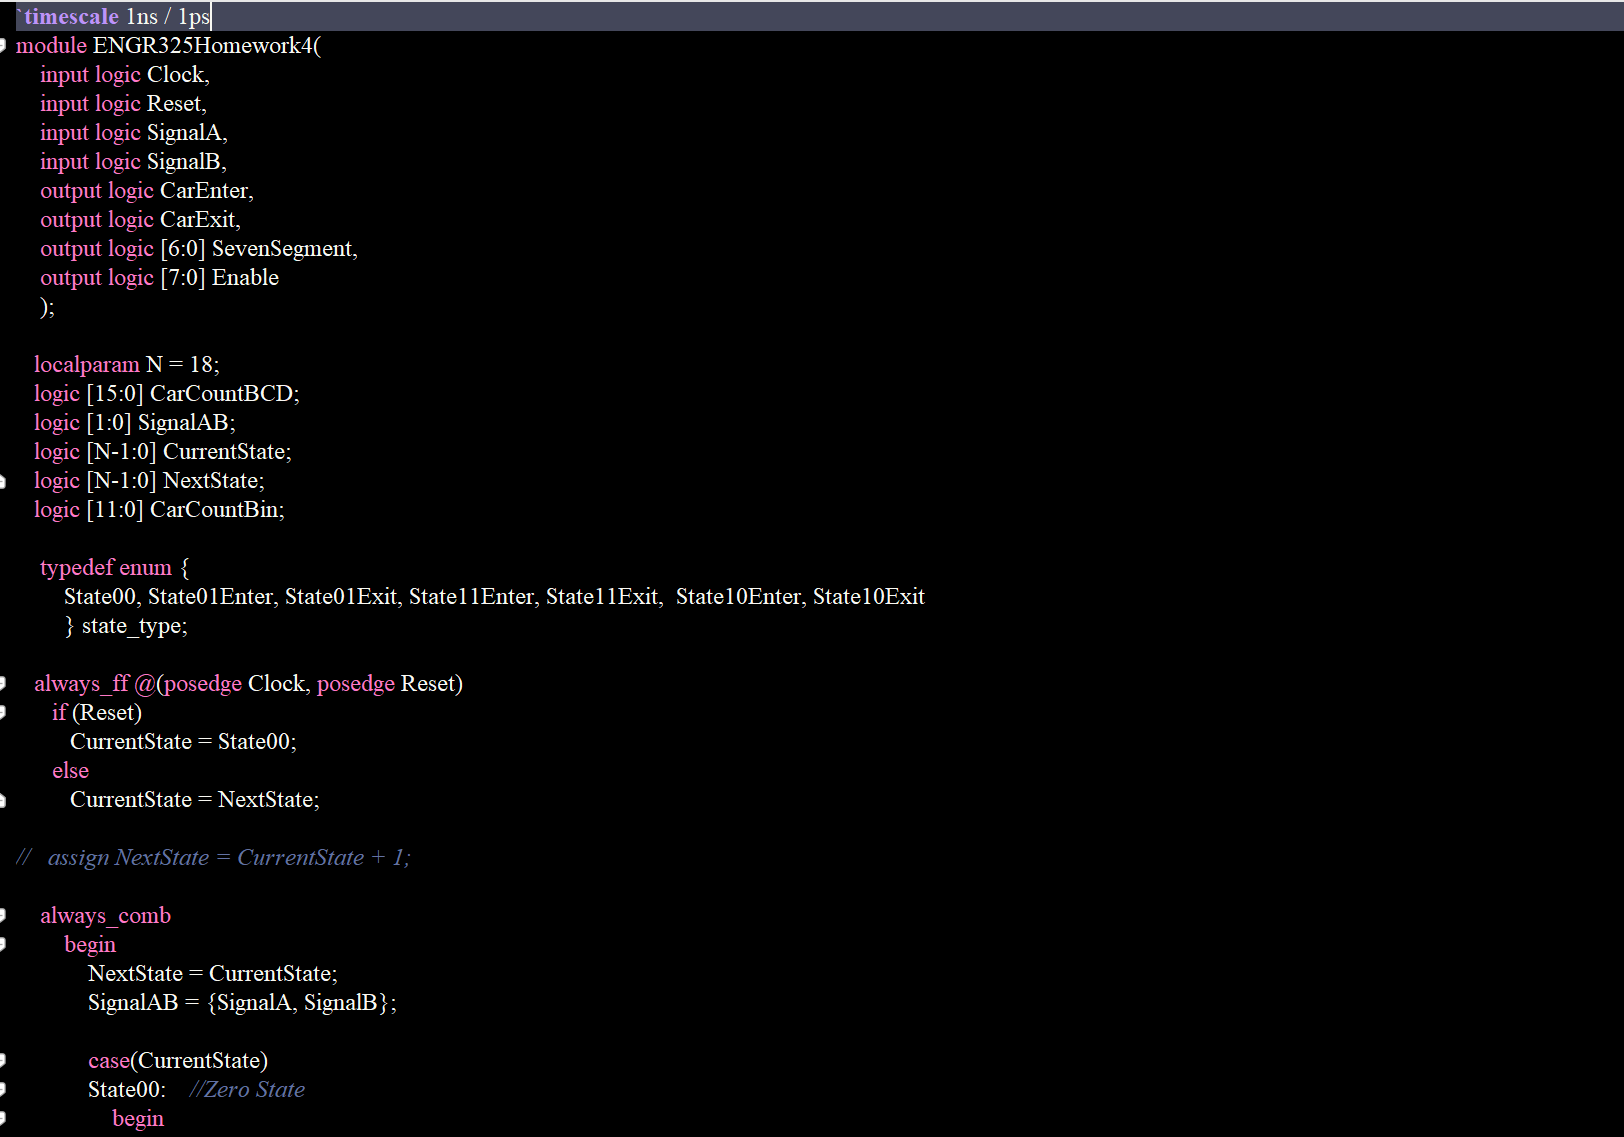 `timescale 1ns / 1ps
module ENGR325Homework4(
input logic Clock,
input logic Reset,
input logic SignalA,
input logic SignalB,
output logic CarEnter,
output logic CarExit,
output logic [6:0] SevenSegment,
output logic [7:0] Enable
);
localparam N = 18;
logic [15:0] CarCountBCD;
logic [1:0] SignalAB;
logic [N-1:0] CurrentState;
logic [N-1:0] NextState;
logic [11:0] CarCountBin;
typedef enum {
State00, State01Enter, State01Exit, State11Enter, State11Exit,  State10Enter, State10Exit
} state_type;
always_ff @(posedge Clock, posedge Reset)
if (Reset)
CurrentState = State00;
else
CurrentState = NextState;
//   assign NextState = CurrentState + 1;
always_comb
begin
NextState = CurrentState;
SignalAB = {SignalA, SignalB};
case(CurrentState)
State00:    //Zero State
begin